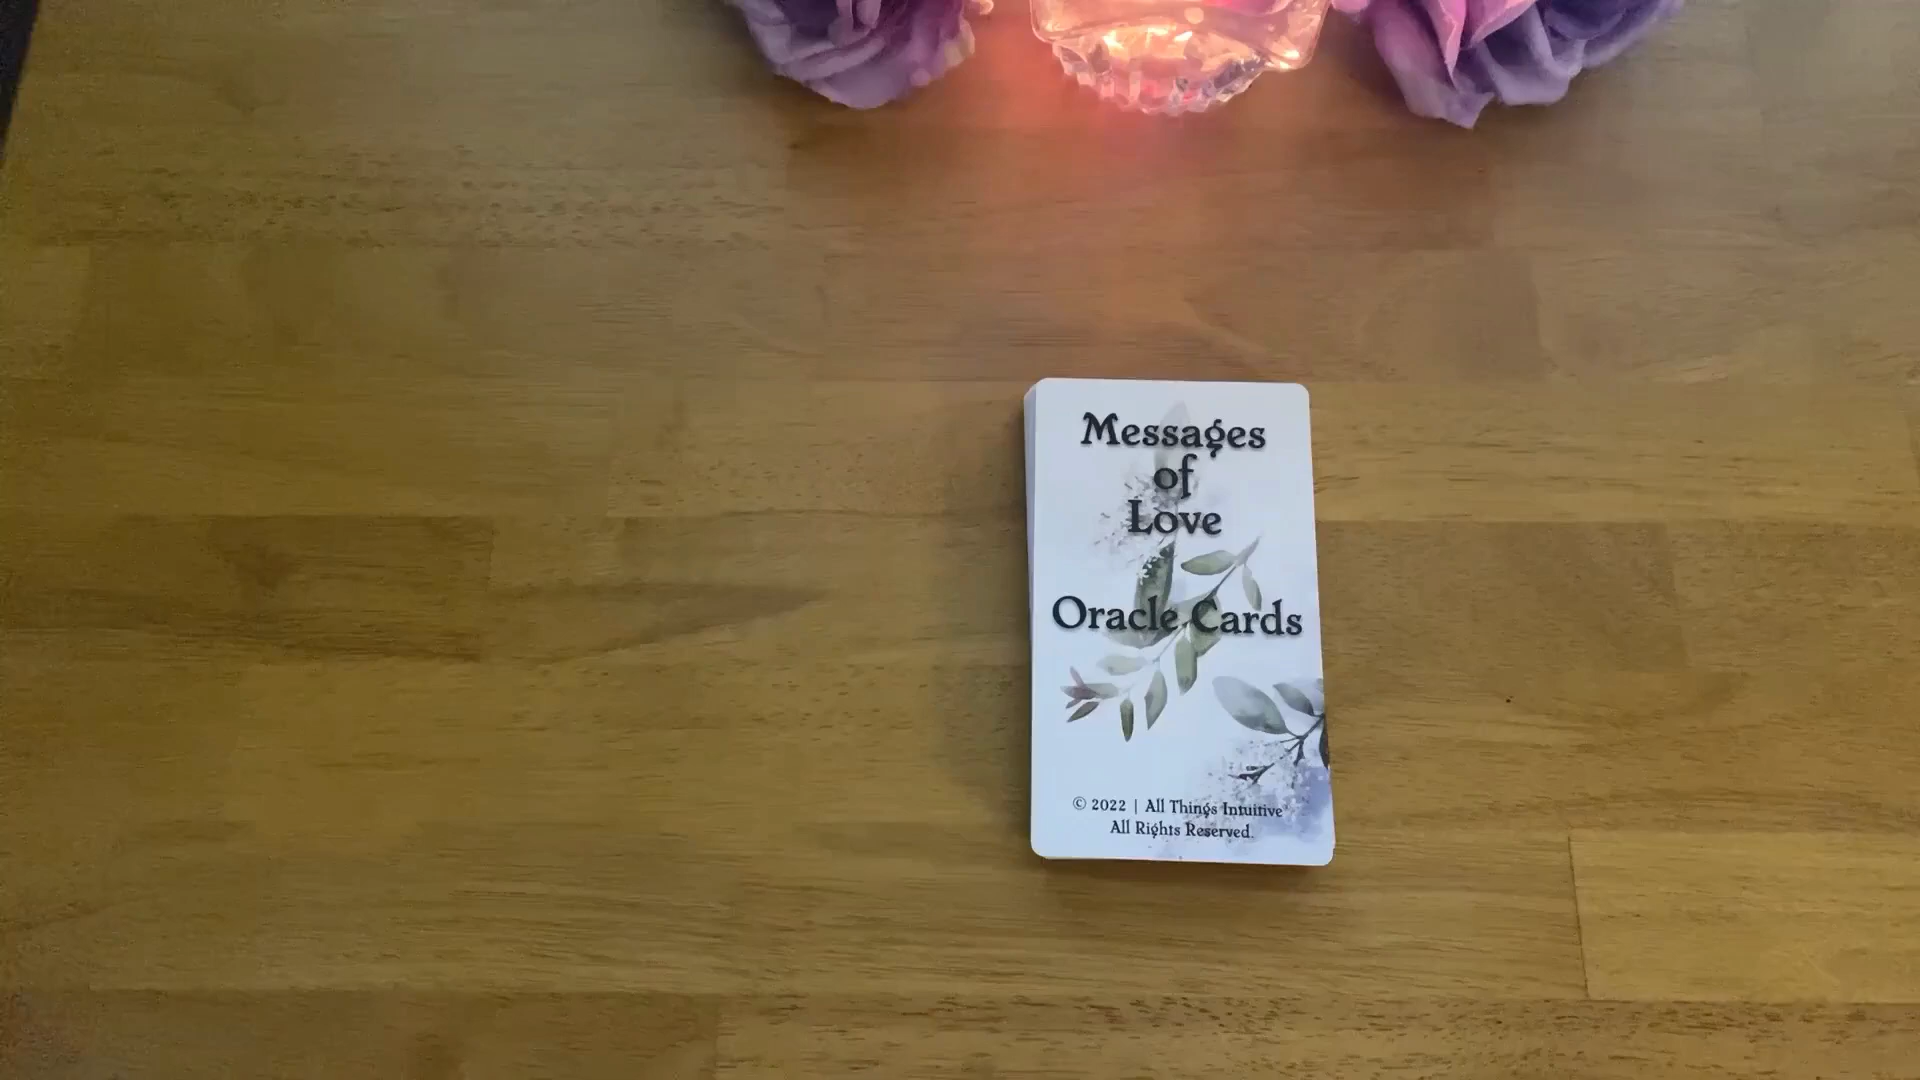 Messages
of
Love
Oracle Cards
© 2022 | All Things Intuitive
All Rights Reserved.